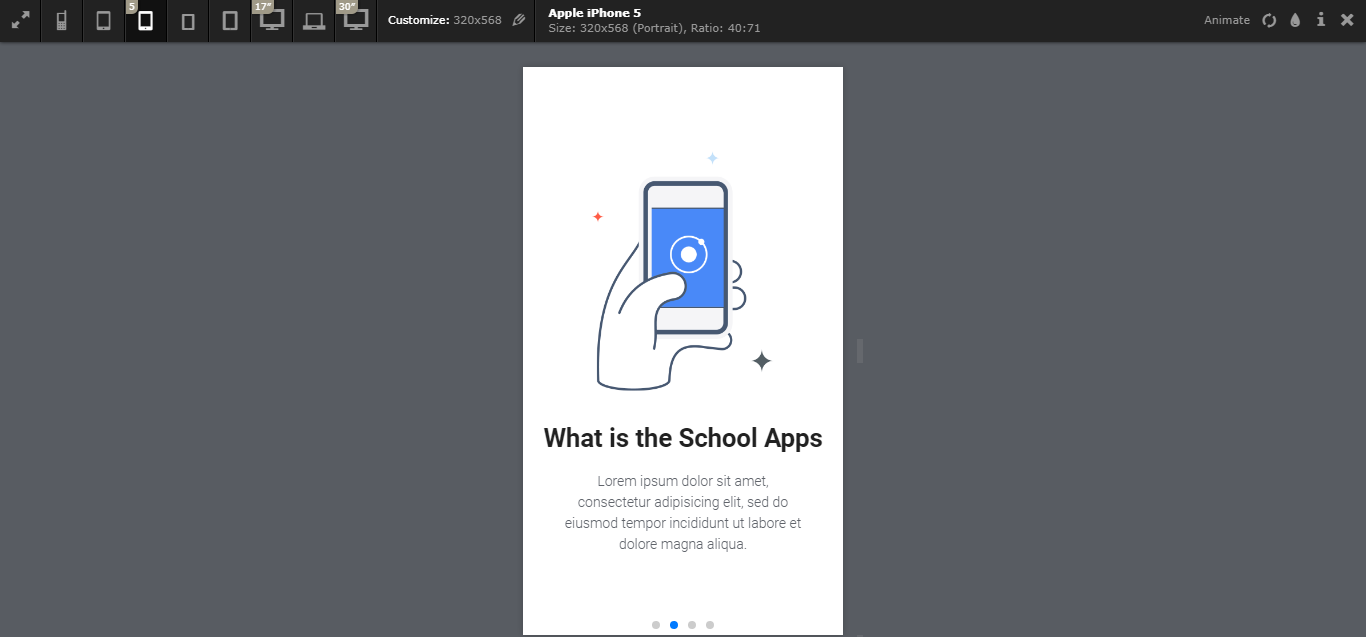 5
17"
30"
Customize: 320x568
Apple iPhone 5
Size: 320x568 (Portrait), Ratio: 40:71
Animate
What is the School Apps
Lorem ipsum dolor sit amet,
consectetur adipisicing elit, sed do
eiusmod tempor incididunt ut labore et
dolore magna aliqua.